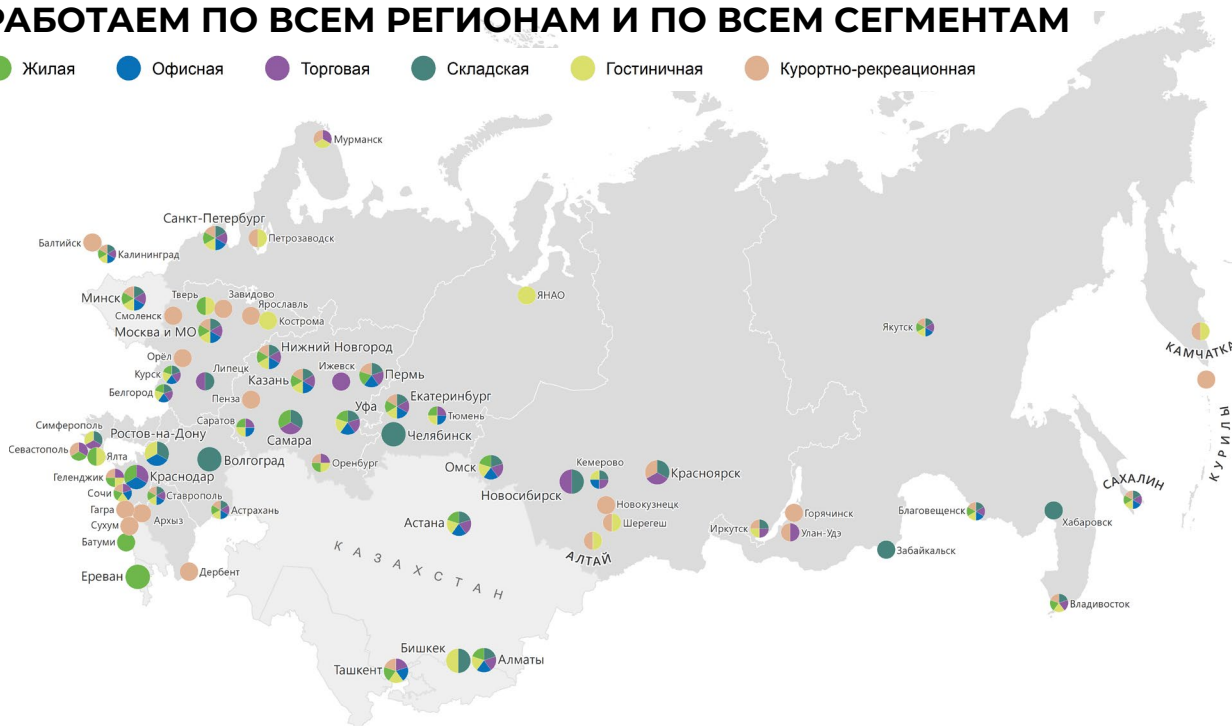 РАБОТАЕМ ПО ВСЕМ РЕГИОНАМ И ПО ВСЕМ СЕГМЕНТАМ
Жилая
Офисная
Торговая
Складская
Гостиничная
Курортно-рекреационная
Мурманск
Санкт-Петербург
Петрозаводск
Балтийск
Калининград
Минск
Тверь
Завидово
ЯНАО
Смоленск
Ярославль
Кострома
Москва и МО
Якутск
КАМЧАТКА
Орёл
Нижний Новгород
Курск
Липецк
Казань
Ижевск
Пермь
Белгород
Пенза
Екатеринбург
Уфа
Тюмень
Саратов
Самара
Челябинск
КУРИЛЫ
Симферополь
Ростов-на-Дону
Севастополь
Ялта
Волгоград
Оренбург
Омск
Кемерово
Красноярск
Новосибирск
САХАЛИН
Геленджик
Краснодар
Сочи
Ставрополь
Астрахань
Гагра
Архыз
Сухум
Астана
Новокузнецк
Шерегеш
АЛТАЙ
Горячинск
Иркутск
Улан-Удэ
Благовещенск
Хабаровск
Забайкальск
Батуми
Ереван
Дербент
КАЗАХСТАН
Владивосток
Бишкек
Алматы
Ташкент